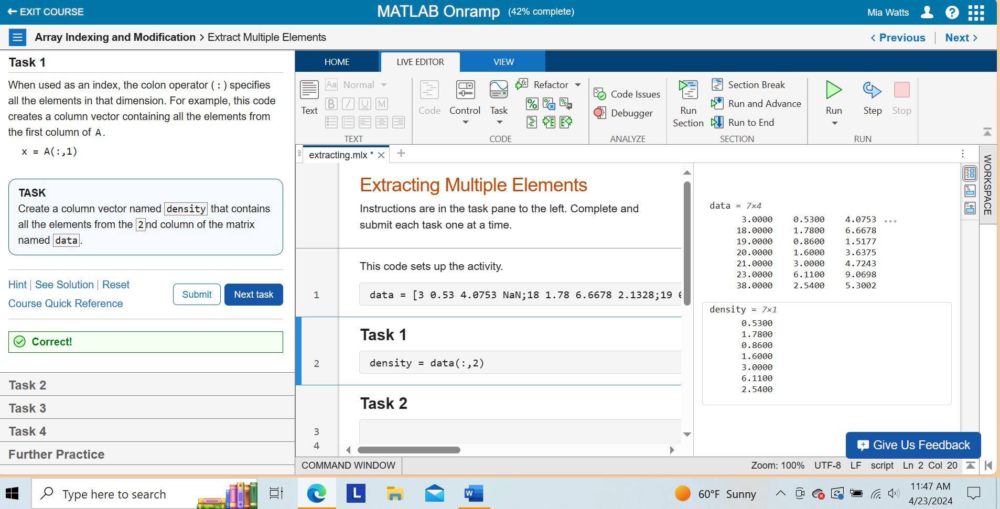 EXIT COURSE
MATLAB Onramp (42% complete)
Mia Watts
Array Indexing and Modification > Extract Multiple Elements
< Previous | Next >
Task 1
When used as an index, the colon operator (:) specifies
all the elements in that dimension. For example, this code
creates a column vector containing all the elements from
the first column of A.
x = A(:,1)
TASK
Create a column vector named density that contains
all the elements from the 2nd column of the matrix
named data.
Hint | See Solution | Reset
Course Quick Reference
Submit
Next task
Correct!
Task 2
Task 3
Task 4
Further Practice
HOME
LIVE EDITOR
VIEW
Text
Aa Normal
B I U M
TEXT
Code
Control
Task
Refactor
CODE
Code Issues
Debugger
ANALYZE
Run
Section
Section Break
Run and Advance
Run to End
SECTION
Run
Step
Stop
RUN
extracting.mlx *
WORKSPACE
Extracting Multiple Elements
Instructions are in the task pane to the left. Complete and
submit each task one at a time.
This code sets up the activity.
1
data = [3 0.53 4.0753 NaN;18 1.78 6.6678 2.1328;19
Task 1
2
density = data(:,2)
Task 2
3
4
data = 7×4
3.0000 0.5300 4.0753 ...
18.0000 1.7800 6.6678
19.0000 0.8600 1.5177
20.0000 1.6000 3.6375
21.0000 3.0000 4.7243
23.0000 6.1100 9.0698
38.0000 2.5400 5.3002
density = 7×1
0.5300
1.7800
0.8600
1.6000
3.0000
6.1100
2.5400
Give Us Feedback
COMMAND WINDOW
Zoom: 100% UTF-8 LF script Ln 2 Col 20
Type here to search
L
W
60°F Sunny
11:47 AM
4/23/2024